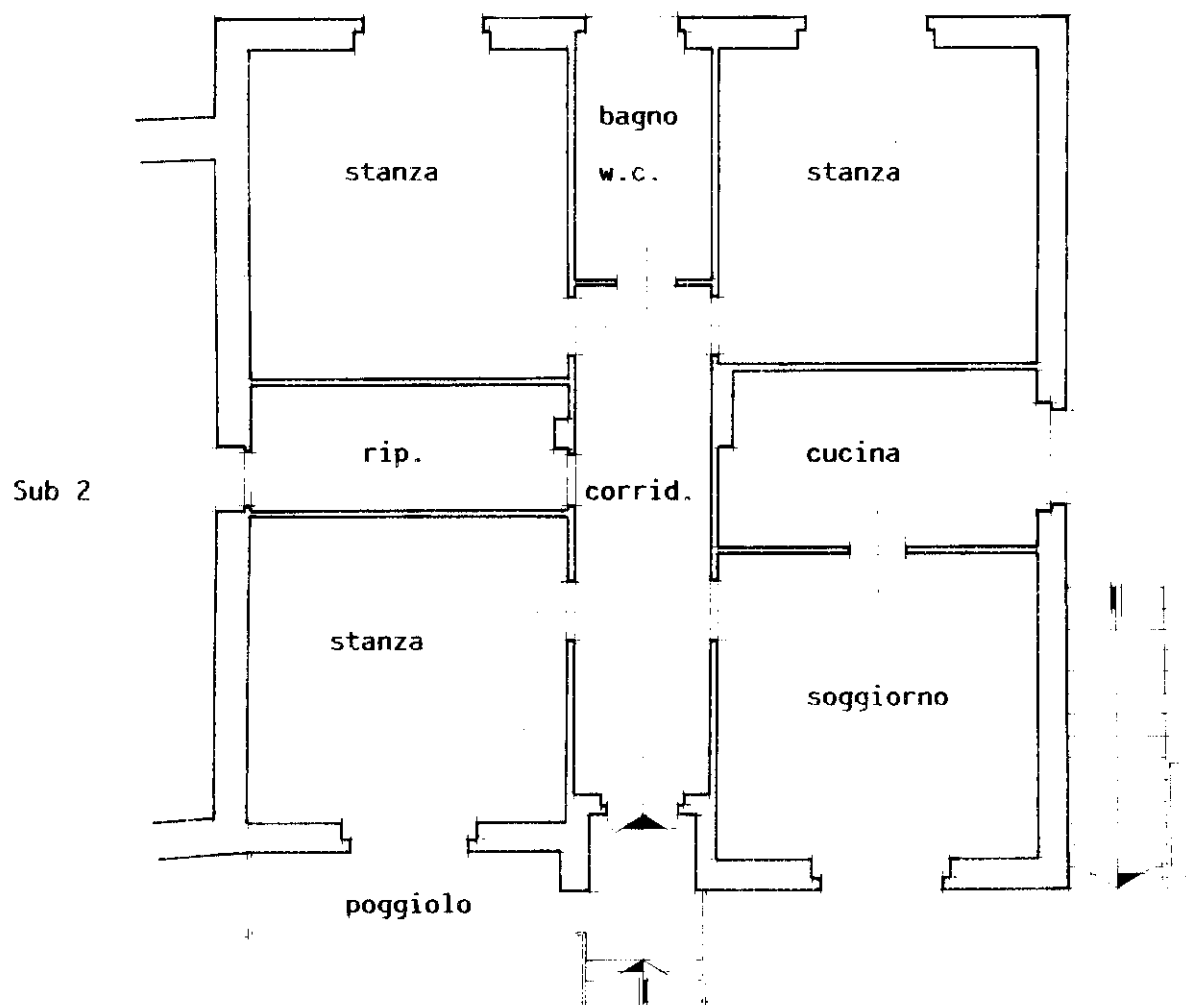 bagno
stanza
w.c.
stanza
rip.
cucina
Sub 2
corrid.
stanza
soggiorno
poggiolo